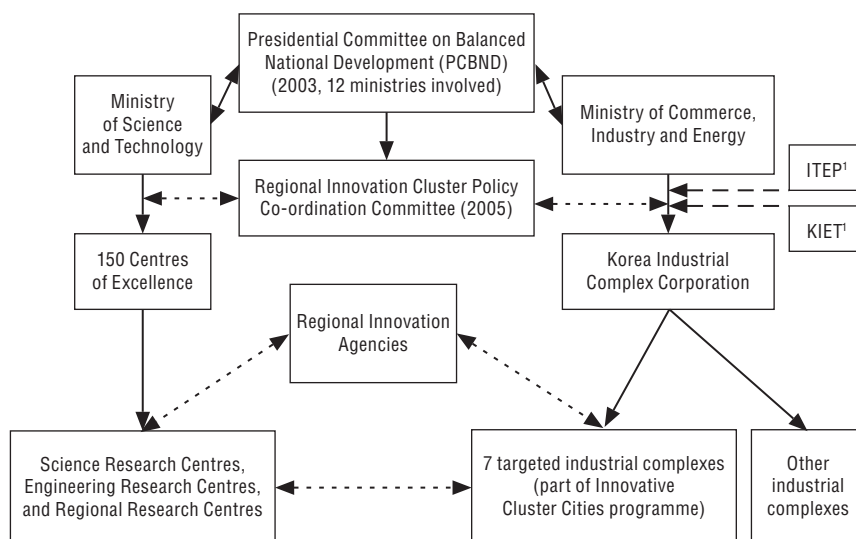 Presidential Committee on Balanced
National Development (PCBND)
(2003, 12 ministries involved)
Ministry
of Science
and Technology
Ministry of Commerce,
Industry and Energy
ITEP¹
Regional Innovation Cluster Policy
Co-ordination Committee (2005)
KIET¹
150 Centres
of Excellence
Korea Industrial
Complex Corporation
Regional Innovation
Agencies
Science Research Centres,
Engineering Research Centres,
and Regional Research Centres
7 targeted industrial complexes
(part of Innovative
Cluster Cities programme)
Other
industrial
complexes